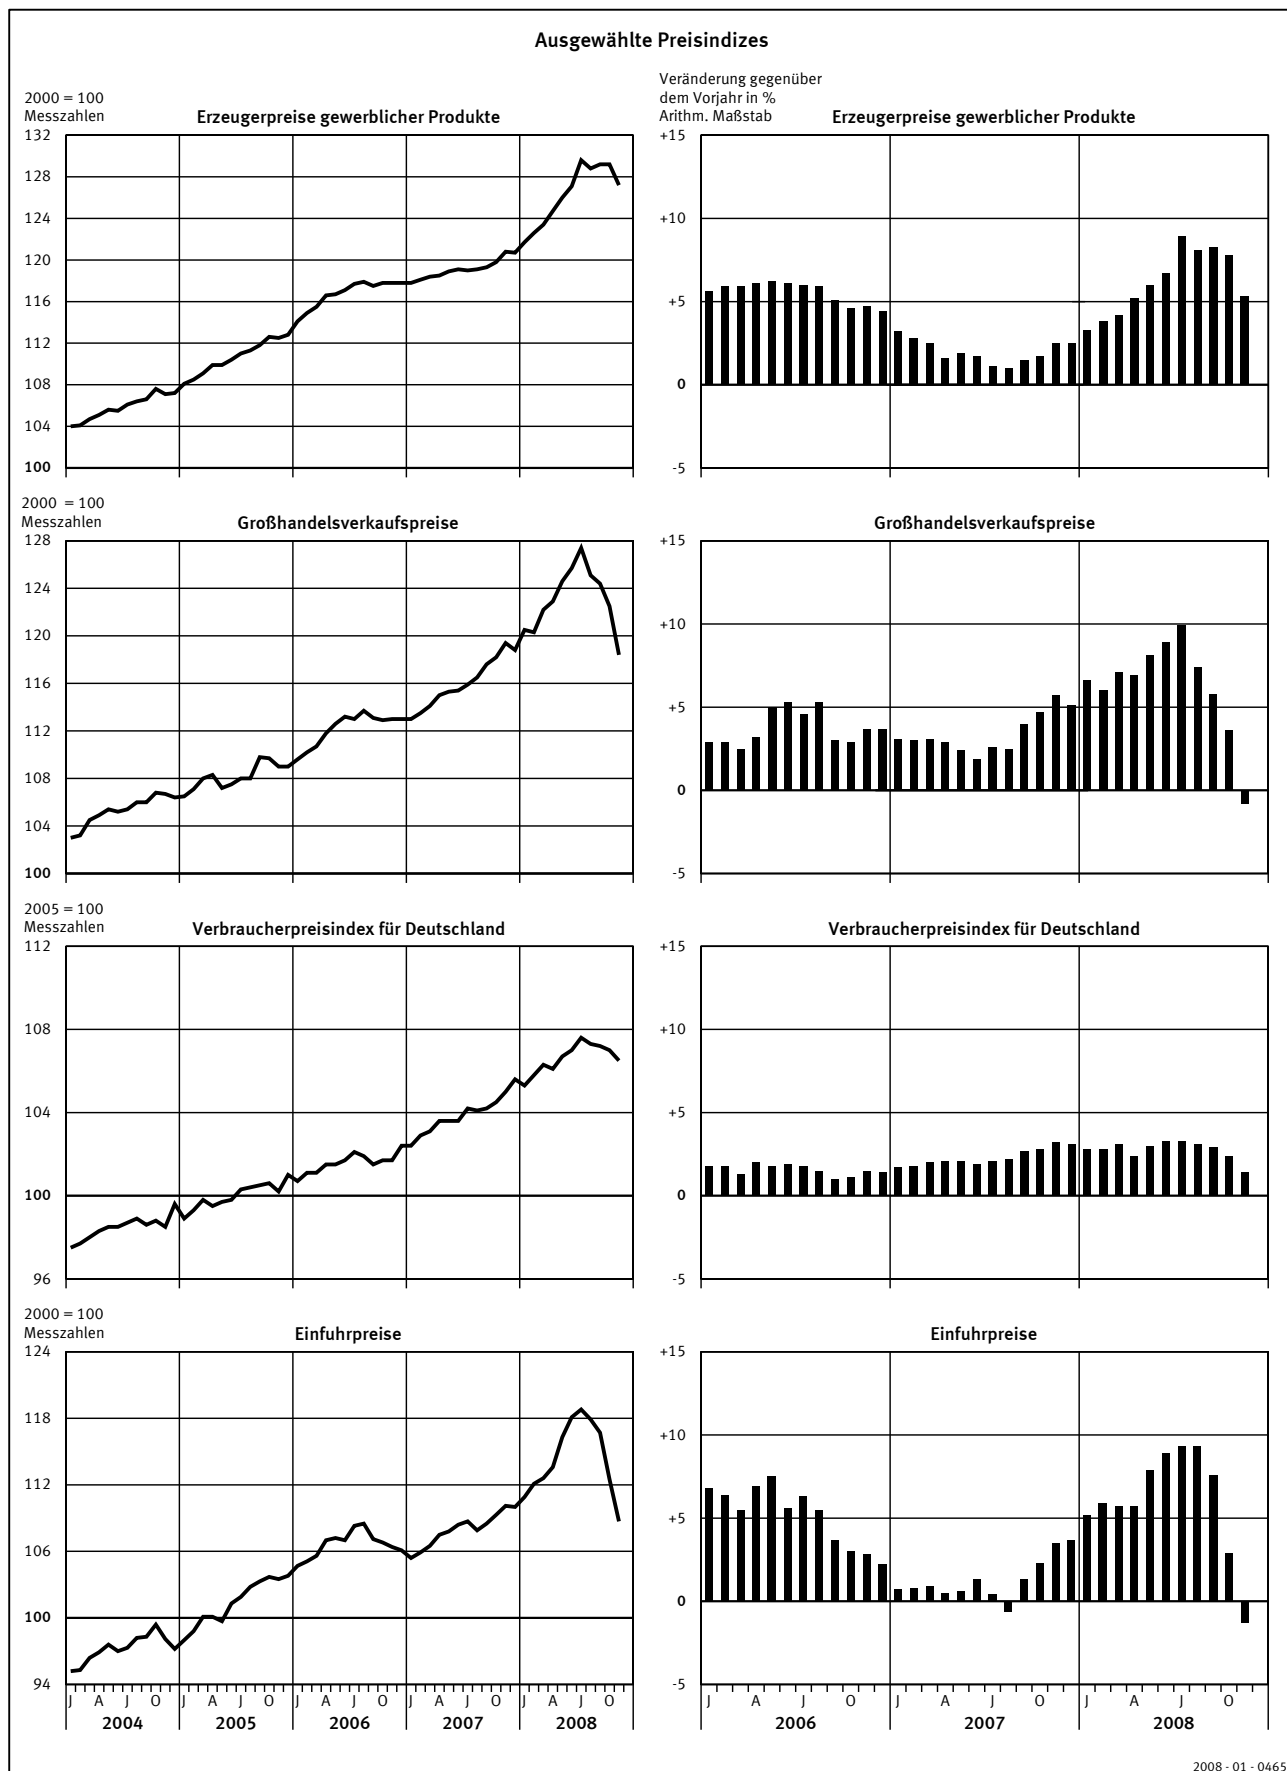 Ausgewählte Preisindizes
2000 = 100
Messzahlen
Erzeugerpreise gewerblicher Produkte
132
128
124
120
116
112
108
104
100
Veränderung gegenüber
dem Vorjahr in %
Arithm. Maßstab
Erzeugerpreise gewerblicher Produkte
+15
+10
+5
0
-5
2000 = 100
Messzahlen
Großhandelsverkaufspreise
128
124
120
116
112
108
104
100
Großhandelsverkaufspreise
+15
+10
+5
0
-5
2005 = 100
Messzahlen
Verbraucherpreisindex für Deutschland
112
108
104
100
96
Verbraucherpreisindex für Deutschland
+15
+10
+5
0
-5
2000 = 100
Messzahlen
Einfuhrpreise
124
118
112
106
100
94
J A J O J A J O J A J O J A J O J A J O
2004 2005 2006 2007 2008
Einfuhrpreise
+15
+10
+5
0
-5
J A J O J A J O J A J O
2006 2007 2008
2008 - 01 - 0465